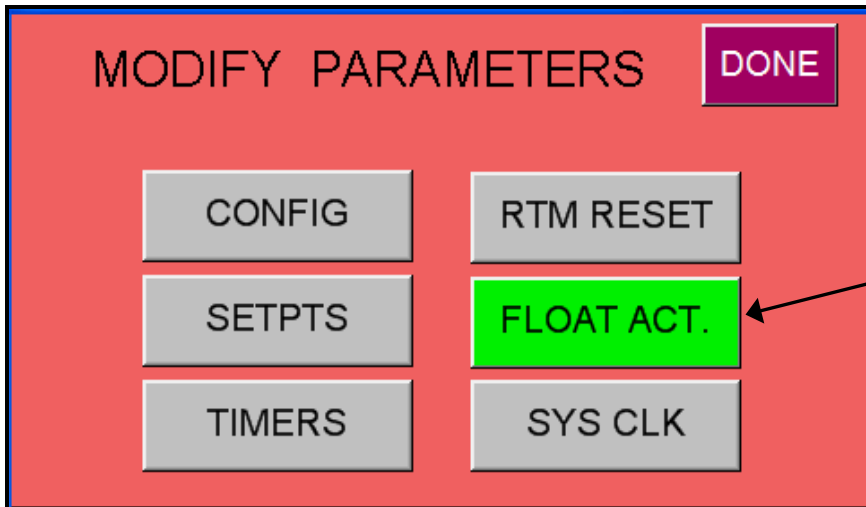 MODIFY PARAMETERS
DONE
CONFIG
RTM RESET
SETPTS
FLOAT ACT.
TIMERS
SYS CLK